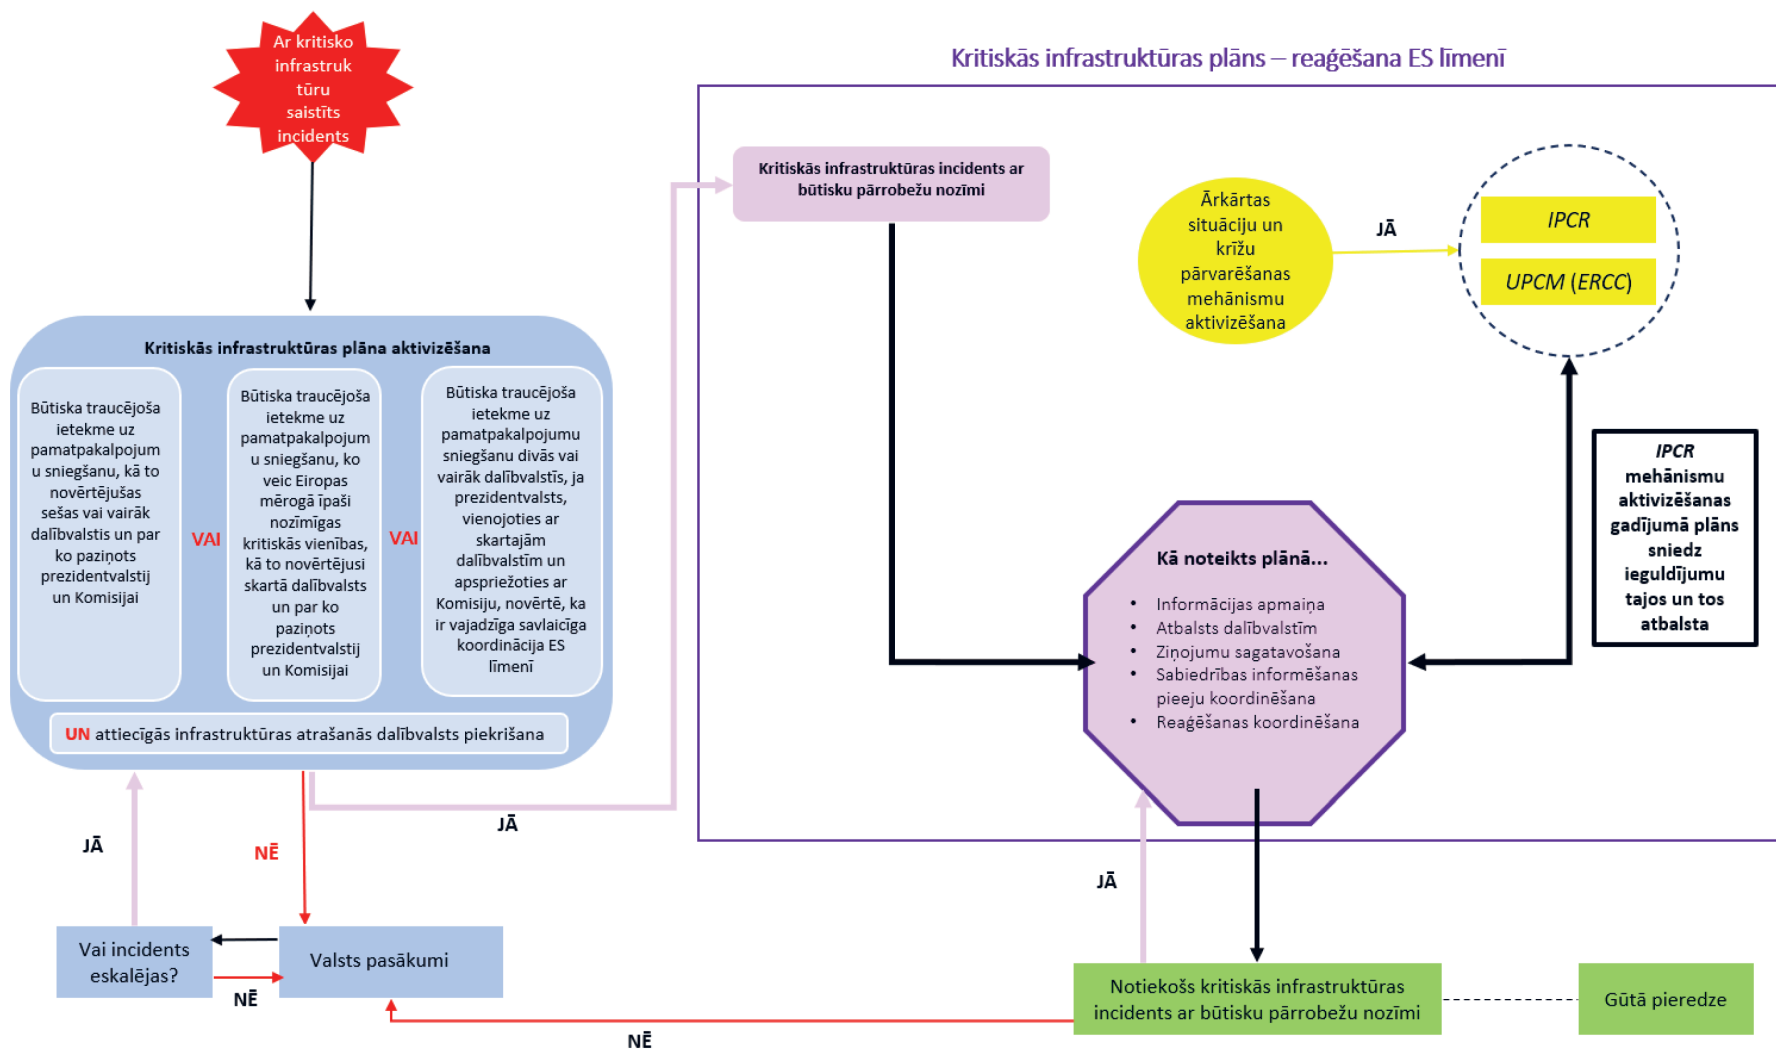 Ar kritisko
infrastruk
tūru
saistīts
incidents
Kritiskās infrastruktūras plāns – reaģēšana ES līmenī
Kritiskās infrastruktūras incidents ar
būtisku pārrobežu nozīmi
Ārkārtas
situāciju un
krīžu
pārvarēšanas
mehānismu
aktivizēšana
JĀ
IPCR
UPCM (ERCC)
Kritiskās infrastruktūras plāna aktivizēšana
Būtiska traucējoša
ietekme uz
pamatpakalpojum
u sniegšanu, kā to
novērtējušas
sešas vai vairāk
dalībvalstis un par
ko paziņots
prezidentvalstij
un Komisijai
VAI
Būtiska traucējoša
ietekme uz
pamatpakalpojum
u sniegšanu, ko
veic Eiropas
mērogā īpaši
nozīmīgas
kritiskās vienības,
kā to novērtējusi
skartā dalībvalsts
un par ko
paziņots
prezidentvalstij
un Komisijai
VAI
Būtiska traucējoša
ietekme uz
pamatpakalpojumu
sniegšanu divās vai
vairāk dalībvalstīs, ja
prezidentvalsts,
vienojoties ar
skartajām
dalībvalstīm un
apspriežoties ar
Komisiju, novērtē, ka
ir vajadzīga savlaicīga
koordinācija ES
līmenī
UN attiecīgās infrastruktūras atrašanās dalībvalsts piekrišana
IPCR
mehānismu
aktivizēšanas
gadījumā plāns
sniedz
ieguldījumu
tajos un tos
atbalsta
Kā noteikts plānā...
• Informācijas apmaiņa
• Atbalsts dalībvalstīm
• Ziņojumu sagatavošana
• Sabiedrības informēšanas
pieeju koordinēšana
• Reaģēšanas koordinēšana
JĀ
NĒ
JĀ
JĀ
Vai incidents
eskalējas?
NĒ
Valsts pasākumi
NĒ
Notiekošs kritiskās infrastruktūras
incidents ar būtisku pārrobežu nozīmi
Gūtā pieredze